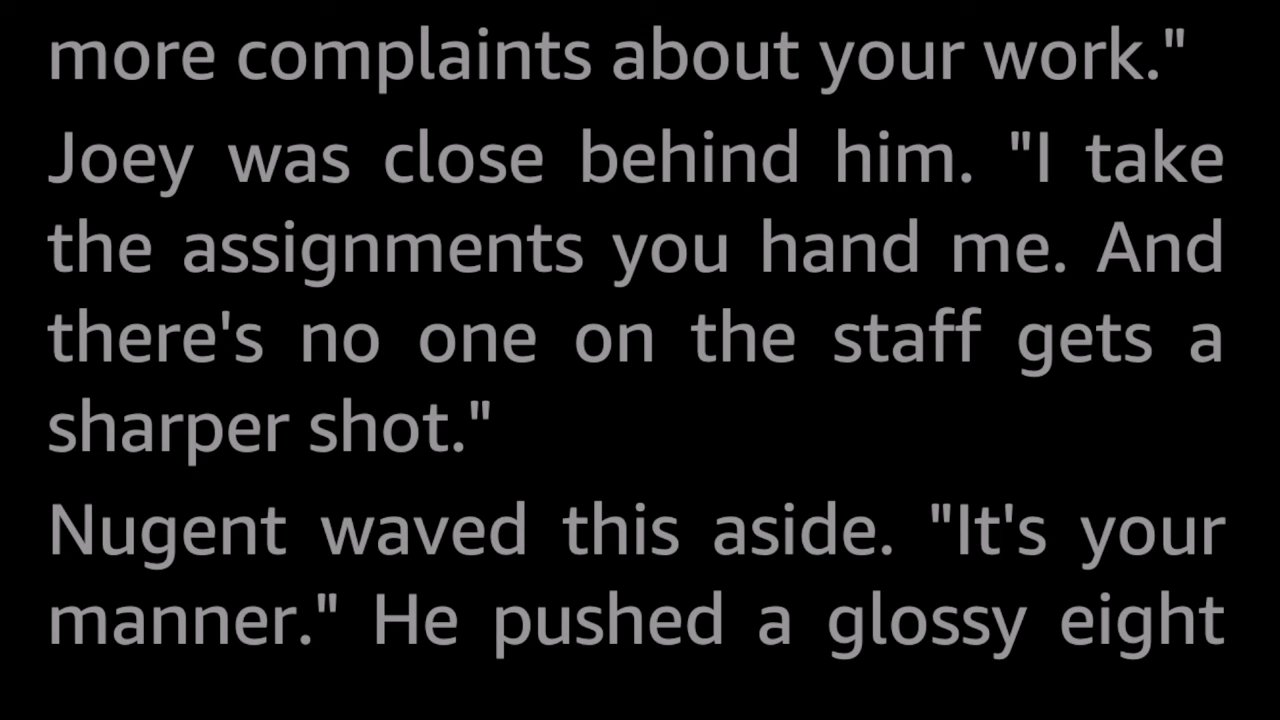 more complaints about your work."
Joey was close behind him. "I take
the assignments you hand me. And
there's no one on the staff gets a
sharper shot."
Nugent waved this aside. "It's your
manner." He pushed a glossy eight